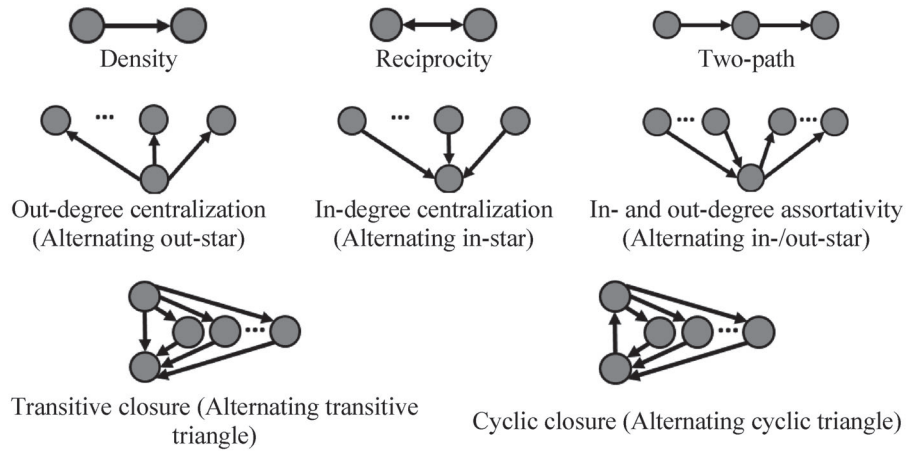 Density
Reciprocity
Two-path
...
...
... ...
Out-degree centralization
(Alternating out-star)
In-degree centralization
(Alternating in-star)
In- and out-degree assortativity
(Alternating in-/out-star)
...
...
Transitive closure (Alternating transitive
triangle)
Cyclic closure (Alternating cyclic triangle)